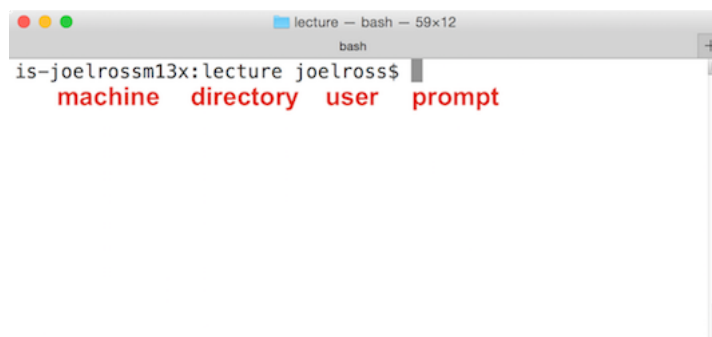 lecture — bash — 59×12
bash
+
is-joelrossm13x:lecture joelross$
machine directory user prompt